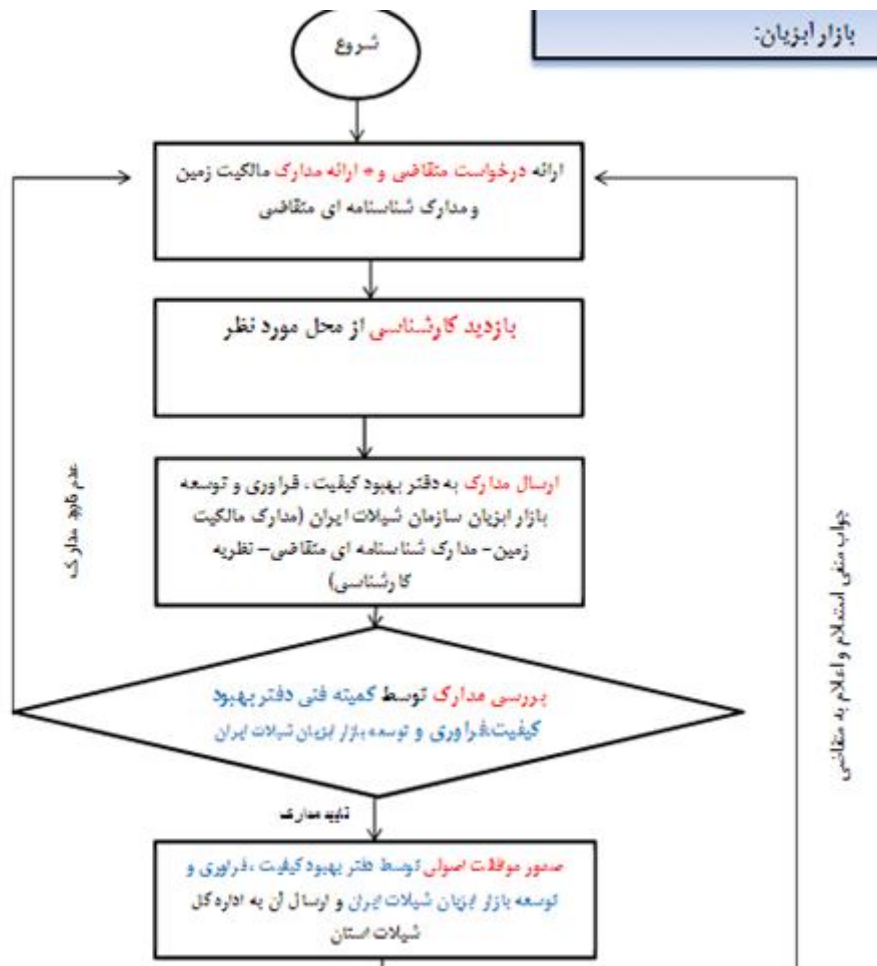 بازار آبزیان:
شروع
ارائه درخواست متقاضی و * ارائه مدارک مالکیت زمین
و مدارک شناسنامه ای متقاضی
بازدید کارشناسی از محل مورد نظر
ارسال مدارک به دفتر بهبود کیفیت، فراوری و توسعه
بازار ابزیان سازمان شیلات ایران (مدارک مالکیت
زمین- مدارک شناسنامه ای متقاضی- نظریه
کارشناسی)
عدم تایید مدارک
جواب منفی استعلام و اعلام به متقاضی
بررسی مدارک توسط کمیته فنی دفتر بهبود
کیفیت،فراوری و توسعه بازار ابزیان شیلات ایران
تایید مدارک
صدور موافقت اصولی توسط دفتر بهبود کیفیت ،فراوری و
توسعه بازار ابزیان شیلات ایران و ارسال آن به اداره کل
شیلات استان